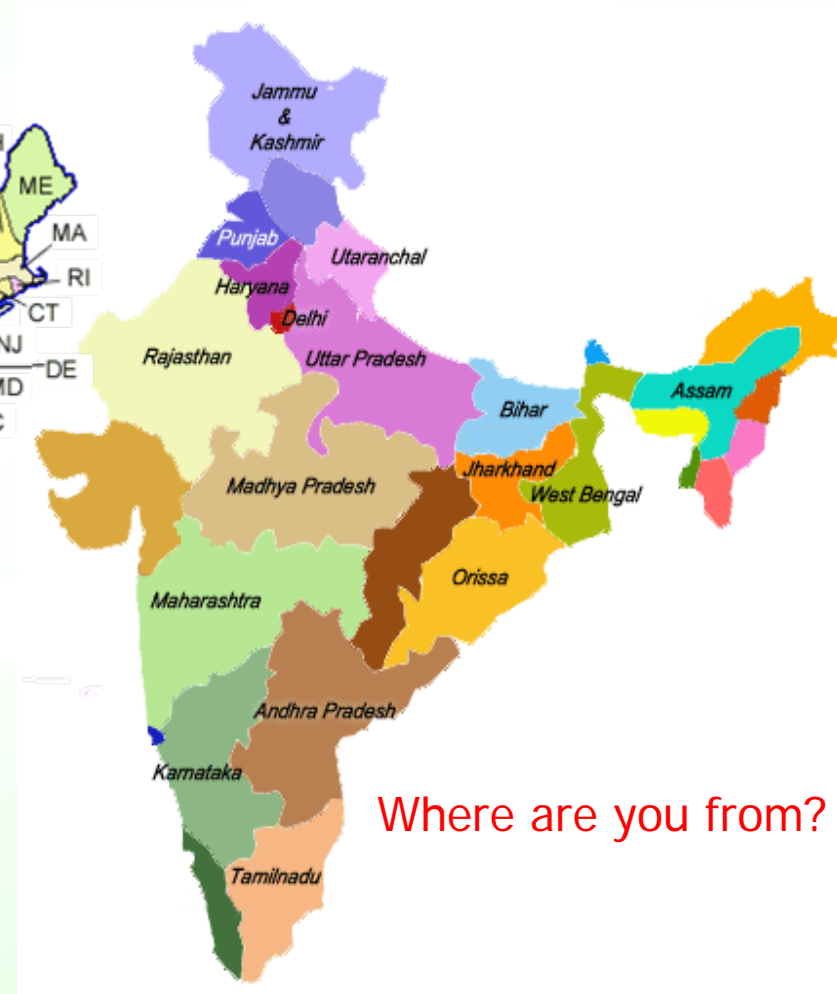 Jammu
&
Kashmir
ME
MA
Punjab
Utaranchal
RI
Haryana
CT
Delhi
NJ
Rajasthan
Uttar Pradesh
DE
MD
Assam
Bihar
Jharkhand
Madhya Pradesh
West Bengal
Orissa
Maharashtra
Andhra Pradesh
Karnataka
Where are you from?
Tamilnadu